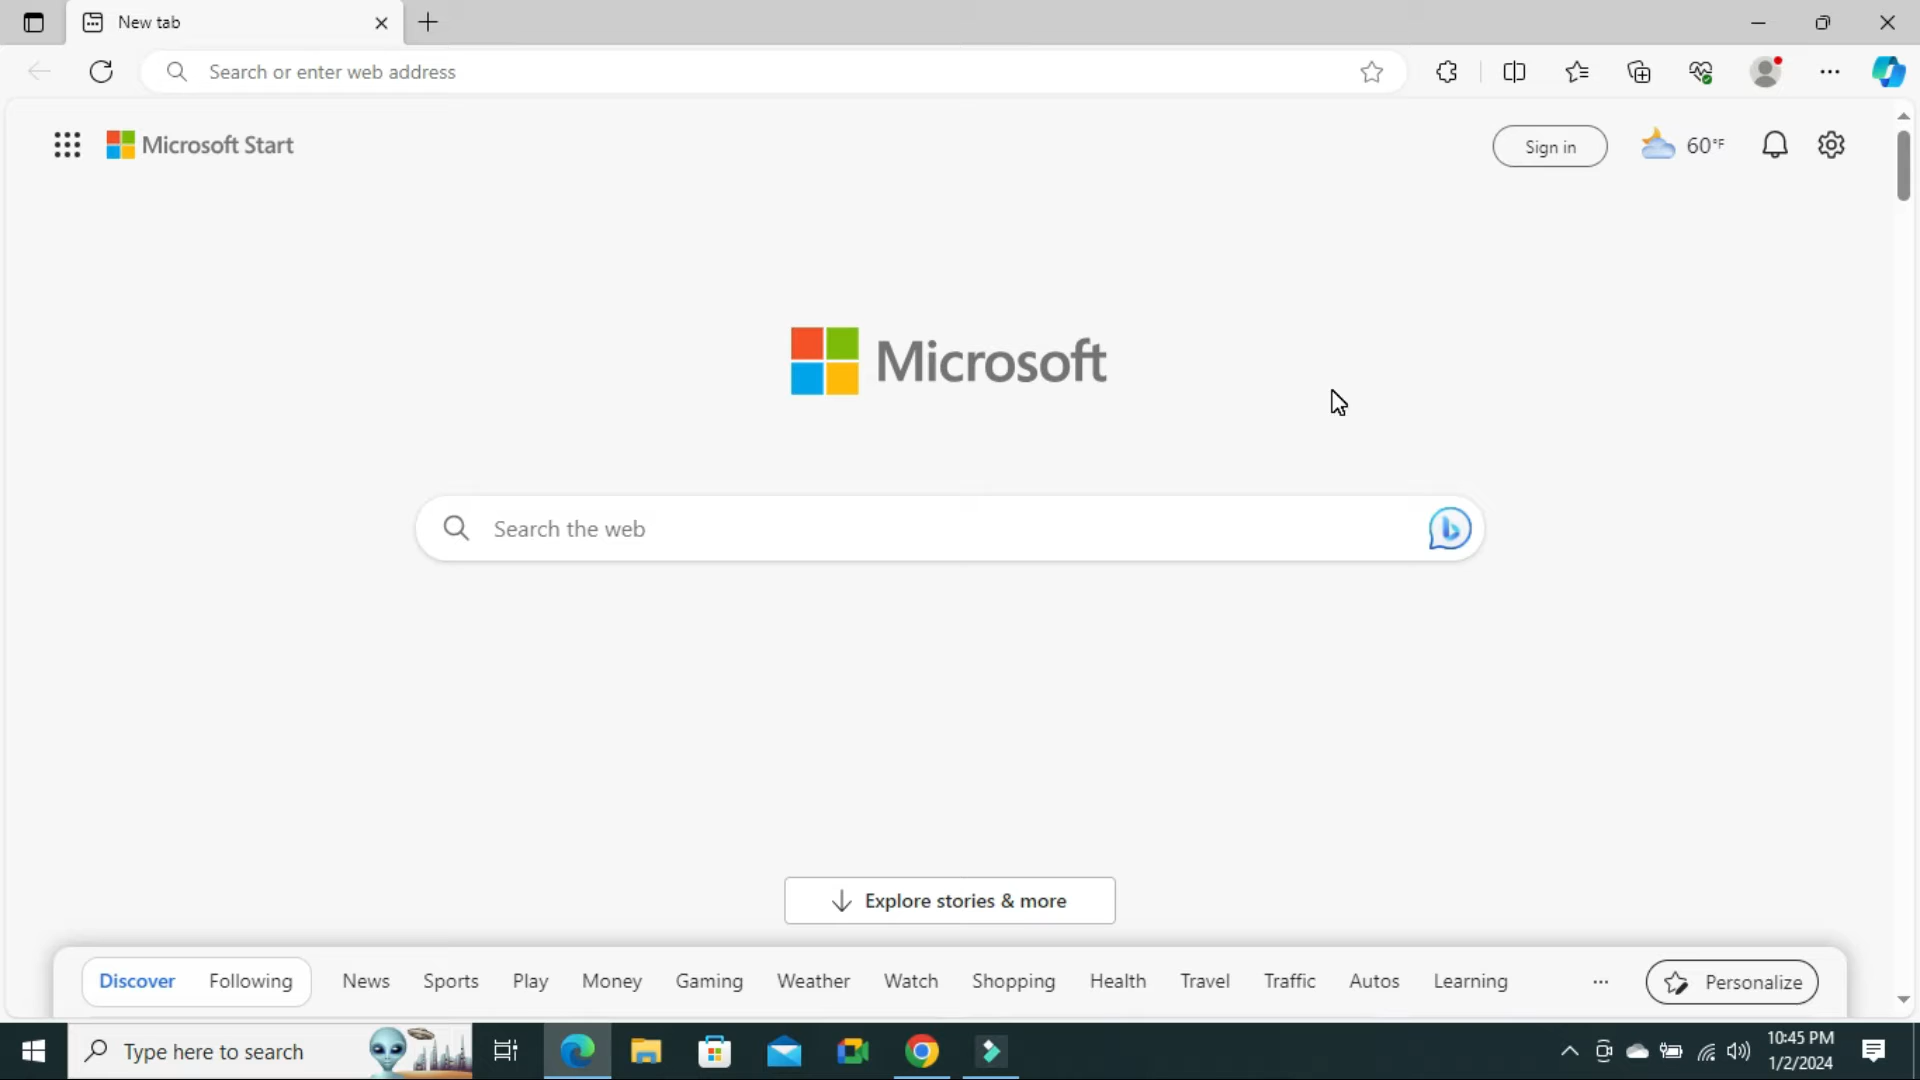 New tab
Search or enter web address
Microsoft Start
Sign in
60°F
Microsoft
Search the web
Explore stories & more
Discover Following News Sports Play Money Gaming Weather Watch Shopping Health Travel Traffic Autos Learning ... Personalize
Type here to search
10:45 PM
1/2/2024